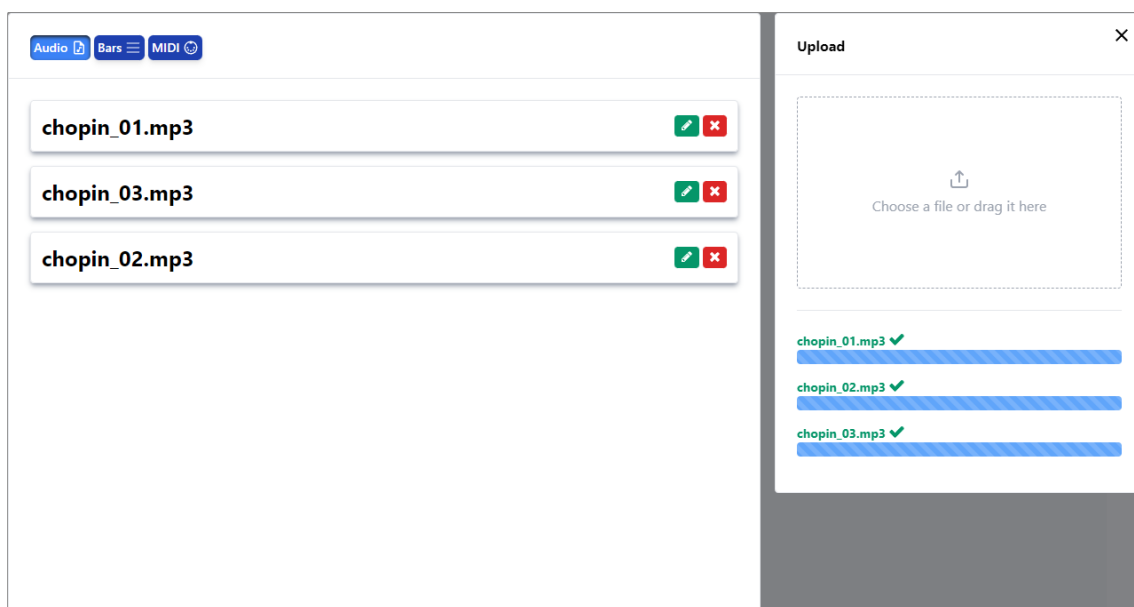 Audio
Bars
MIDI
chopin_01.mp3
chopin_03.mp3
chopin_02.mp3
Upload
Choose a file or drag it here
chopin_01.mp3
chopin_02.mp3
chopin_03.mp3